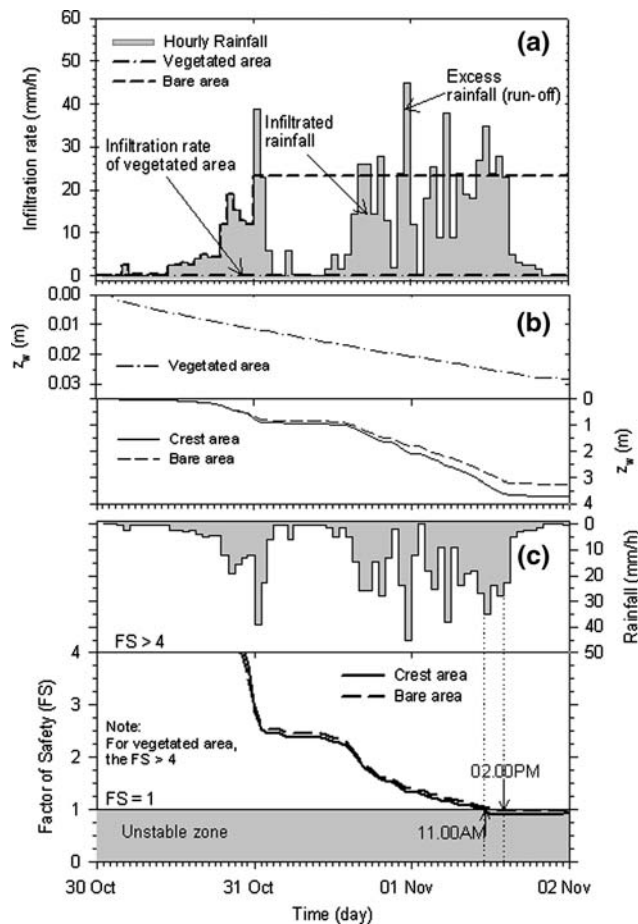 60
50
40
30
20
10
0
Infiltration rate (mm/h)
Hourly Rainfall
Vegetated area
Bare area
(a)
Excess
rainfall (run-off)
Infiltrated
rainfall
Infiltration rate
of vegetated area
0.00
0.01
0.02
0.03
z_w (m)
(b)
Vegetated area
Crest area
Bare area
0
1
2
3
4
z_w (m)
(c)
0
10
20
30
40
50
Rainfall (mm/h)
FS > 4
4
3
2
1
0
Factor of Safety (FS)
Crest area
Bare area
Note:
For vegetated area,
the FS > 4
FS = 1
02.00PM
11.00AM
Unstable zone
30 Oct
31 Oct
01 Nov
02 Nov
Time (day)